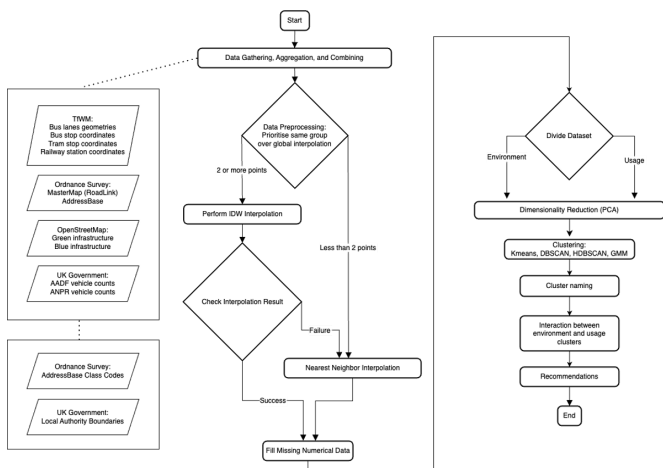 Start
Data Gathering, Aggregation, and Combining
TfWM:
Bus lanes geometries
Bus stop coordinates
Tram stop coordinates
Railway station coordinates
Ordnance Survey:
MasterMap (RoadLink)
AddressBase
OpenStreetMap:
Green infrastructure
Blue infrastructure
UK Government:
AADF vehicle counts
ANPR vehicle counts
Ordnance Survey:
AddressBase Class Codes
UK Government:
Local Authority Boundaries
Data Preprocessing:
Prioritise same group
over global interpolation
2 or more points
Perform IDW Interpolation
Less than 2 points
Check Interpolation Result
Failure
Nearest Neighbor Interpolation
Success
Fill Missing Numerical Data
Divide Dataset
Environment
Usage
Dimensionality Reduction (PCA)
Clustering:
Kmeans, DBSCAN, HDBSCAN, GMM
Cluster naming
Interaction between
environment and usage
clusters
Recommendations
End